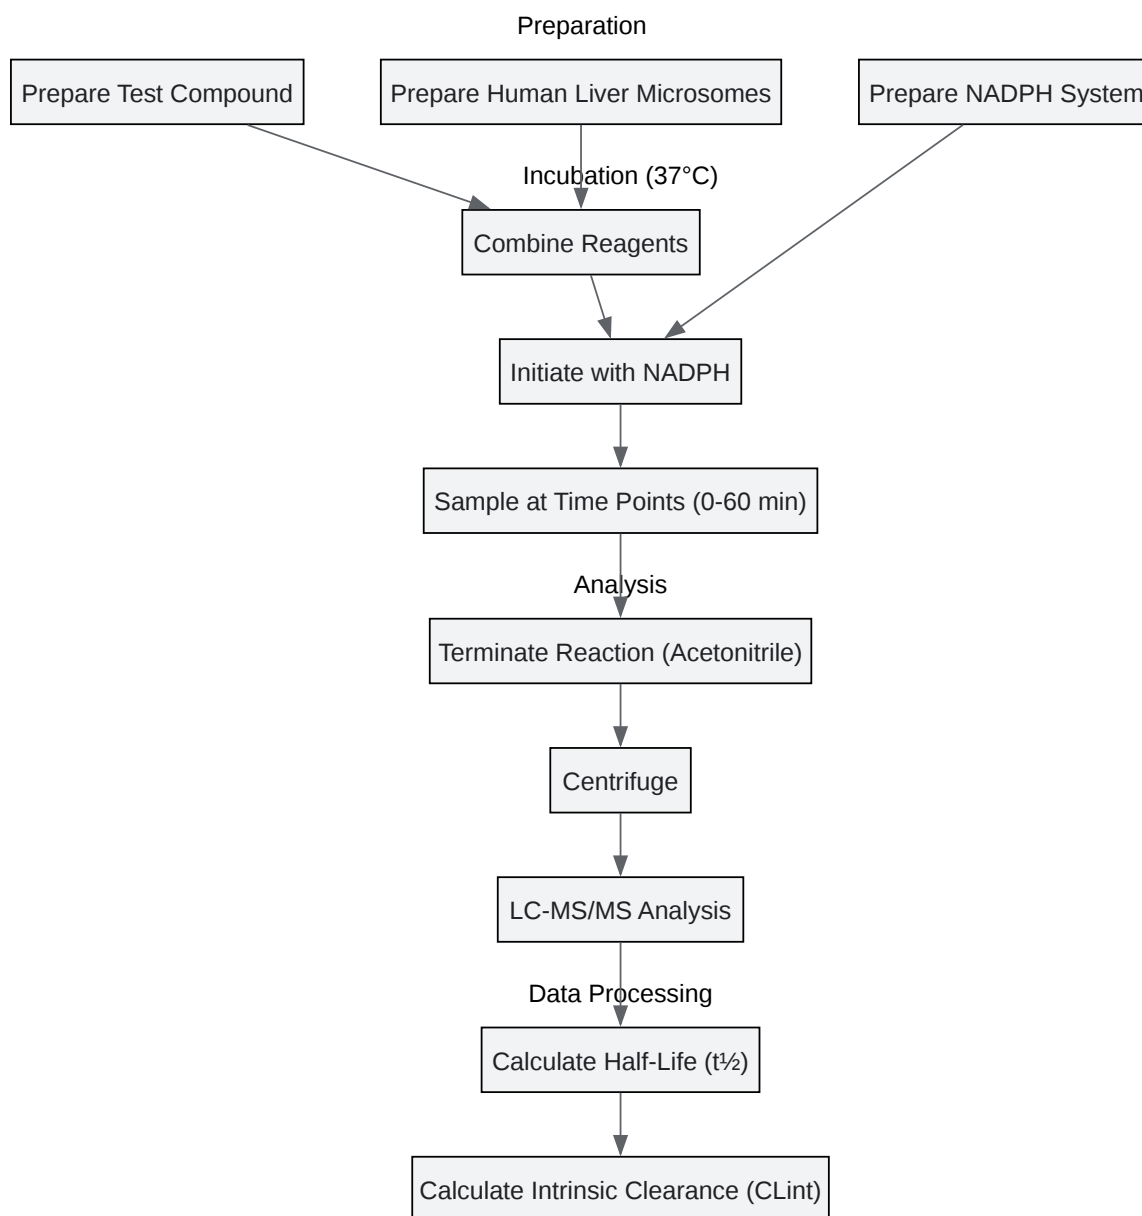 Preparation
Prepare Test Compound
Prepare Human Liver Microsomes
Prepare NADPH System
Incubation (37°C)
Combine Reagents
Initiate with NADPH
Sample at Time Points (0-60 min)
Analysis
Terminate Reaction (Acetonitrile)
Centrifuge
LC-MS/MS Analysis
Data Processing
Calculate Half-Life (t½)
Calculate Intrinsic Clearance (CLint)